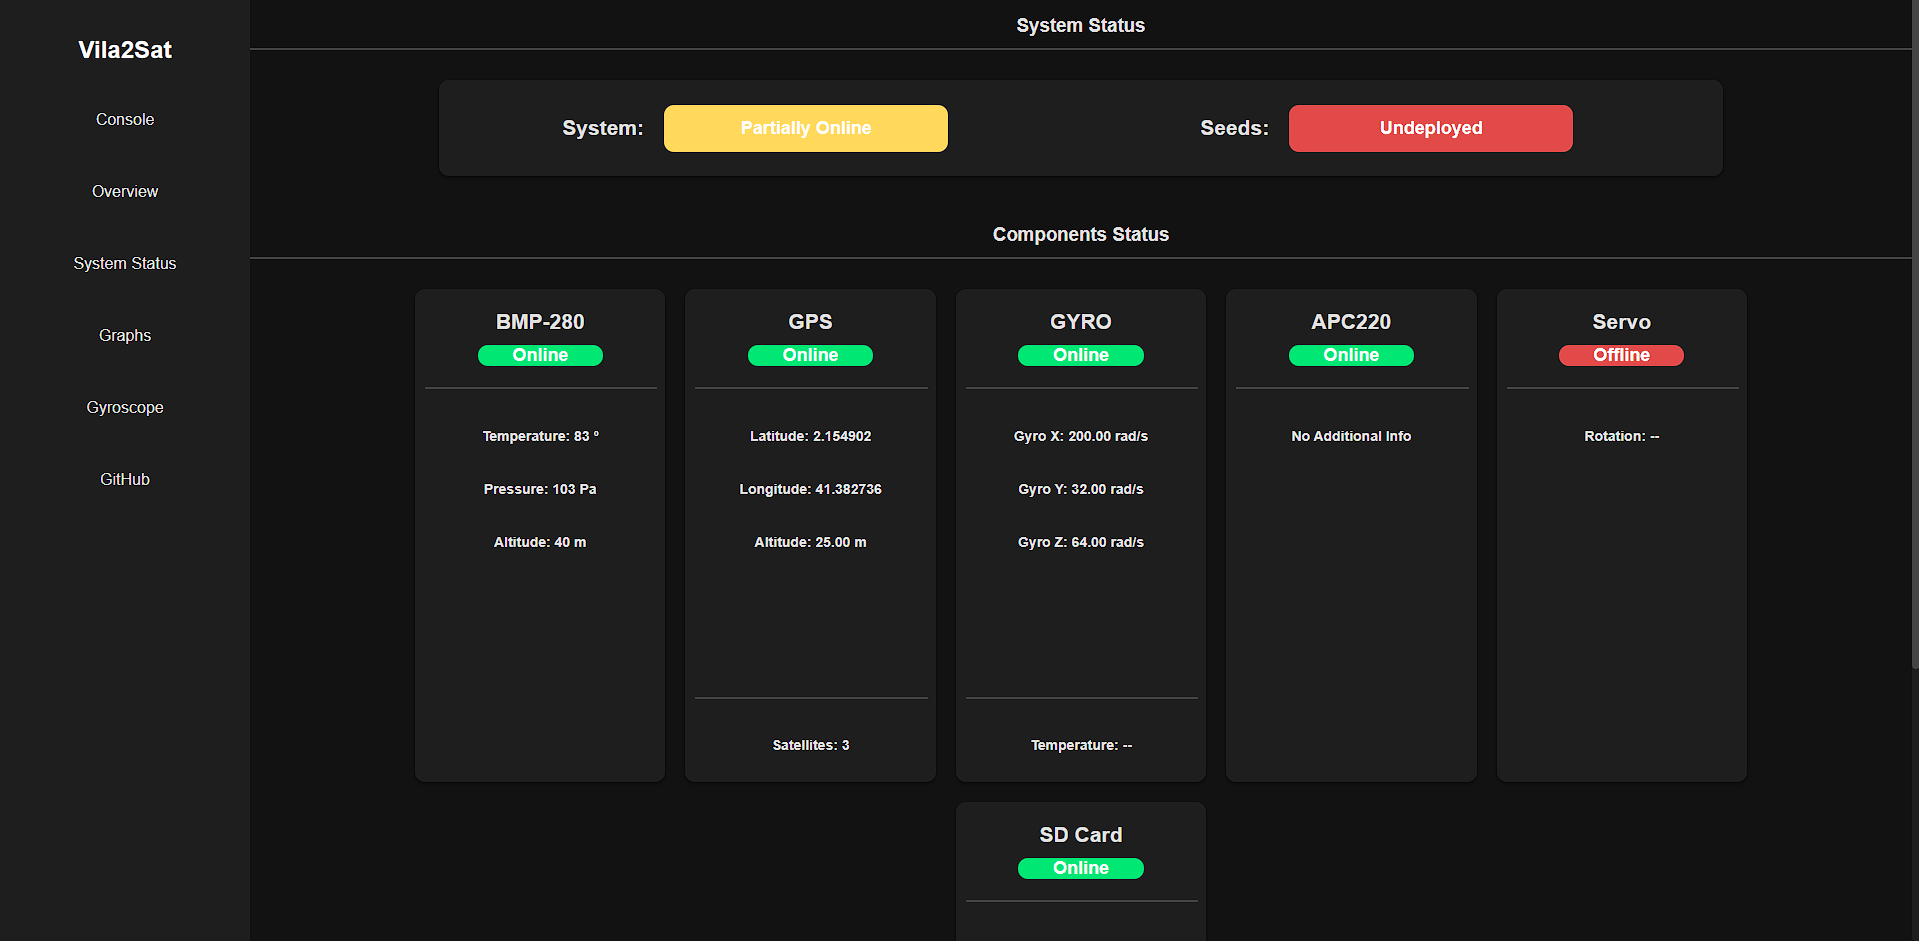 Vila2Sat
Console
Overview
System Status
Graphs
Gyroscope
GitHub
System Status
System: Partially Online
Seeds: Undeployed
Components Status
BMP-280
Online
Temperature: 83 º
Pressure: 103 Pa
Altitude: 40 m
GPS
Online
Latitude: 2.154902
Longitude: 41.382736
Altitude: 25.00 m
Satellites: 3
GYRO
Online
Gyro X: 200.00 rad/s
Gyro Y: 32.00 rad/s
Gyro Z: 64.00 rad/s
Temperature: --
APC220
Online
No Additional Info
Servo
Offline
Rotation: --
SD Card
Online